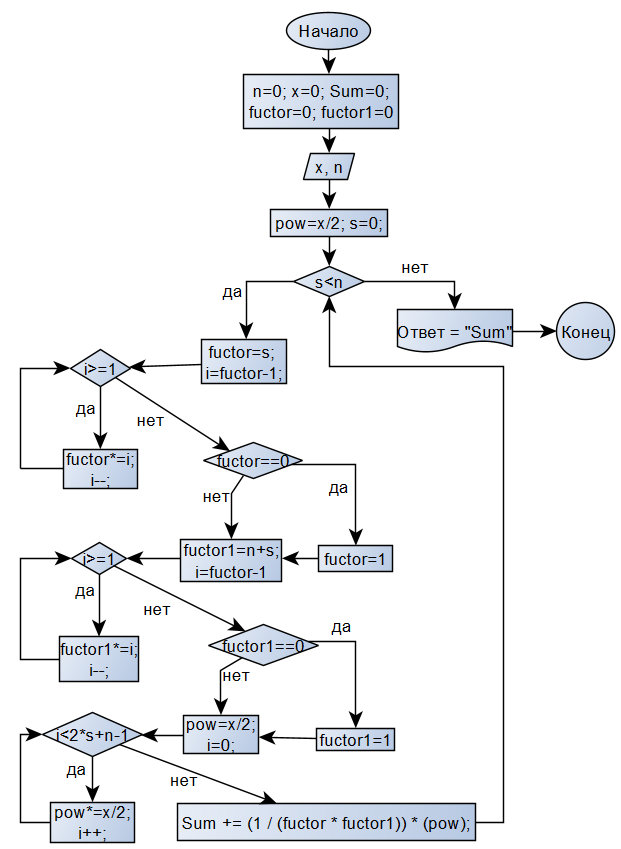 Начало
n=0; x=0; Sum=0;
fuctor=0; fuctor1=0
x, n
pow=x/2; s=0;
s<n
да
нет
Ответ = "Sum"
Конец
fuctor=s;
i=fuctor-1;
i>=1
да
нет
fuctor*=i;
i--;
fuctor==0
нет
да
fuctor1=n+s;
i=fuctor-1
fuctor=1
i>=1
да
нет
fuctor1*=i;
i--;
fuctor1==0
да
нет
pow=x/2;
i=0;
fuctor1=1
i<2*s+n-1
да
нет
pow*=x/2;
i++;
Sum += (1 / (fuctor * fuctor1)) * (pow);